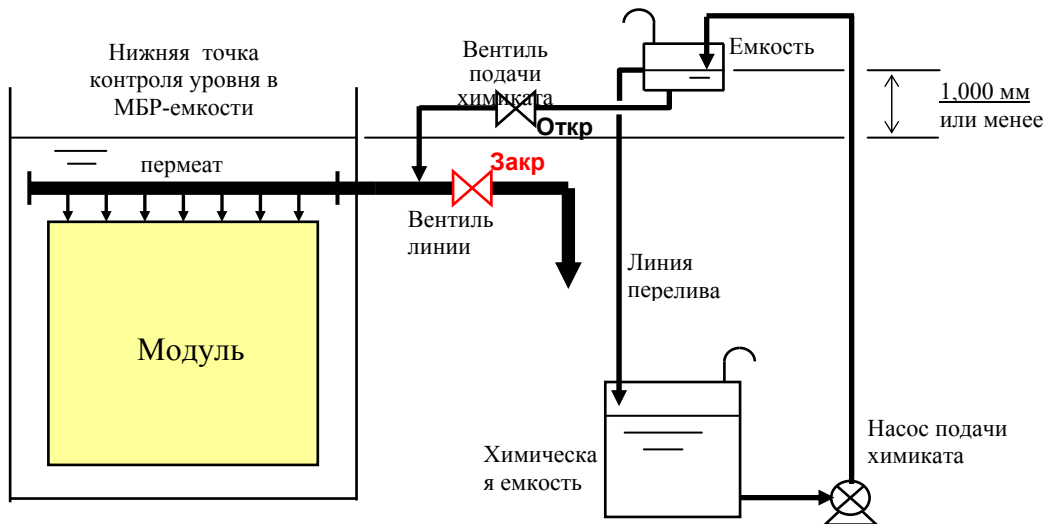 Нижняя точка
контроля уровня в
МБР-емкости
Вентиль
подачи
химиката
Откр
Емкость
1,000 мм
или менее
пермеат
Закр
Вентиль
линии
Линия
перелива
Модуль
Химическа
я емкость
Насос подачи
химиката